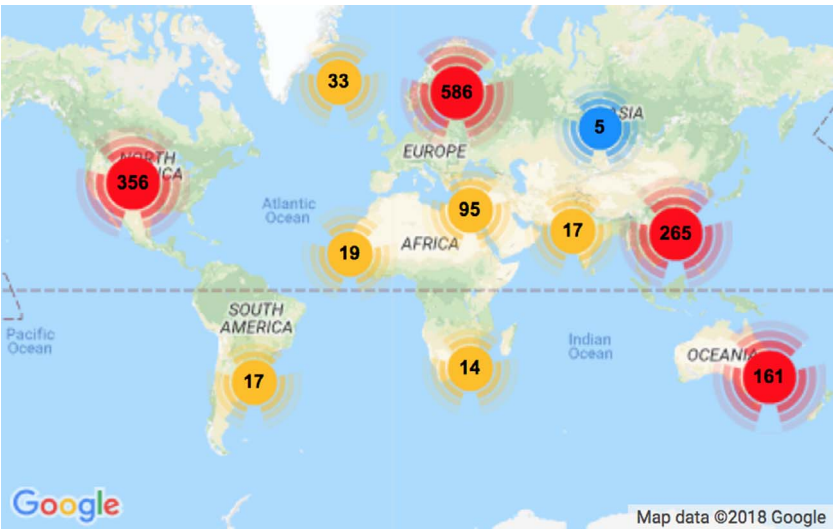 33
586
ASIA
5
NORTH
AMERICA
356
EUROPE
Atlantic
Ocean
95
17
265
AFRICA
19
SOUTH
AMERICA
Pacific
Ocean
Indian
Ocean
OCEANIA
14
17
161
Google
Map data ©2018 Google